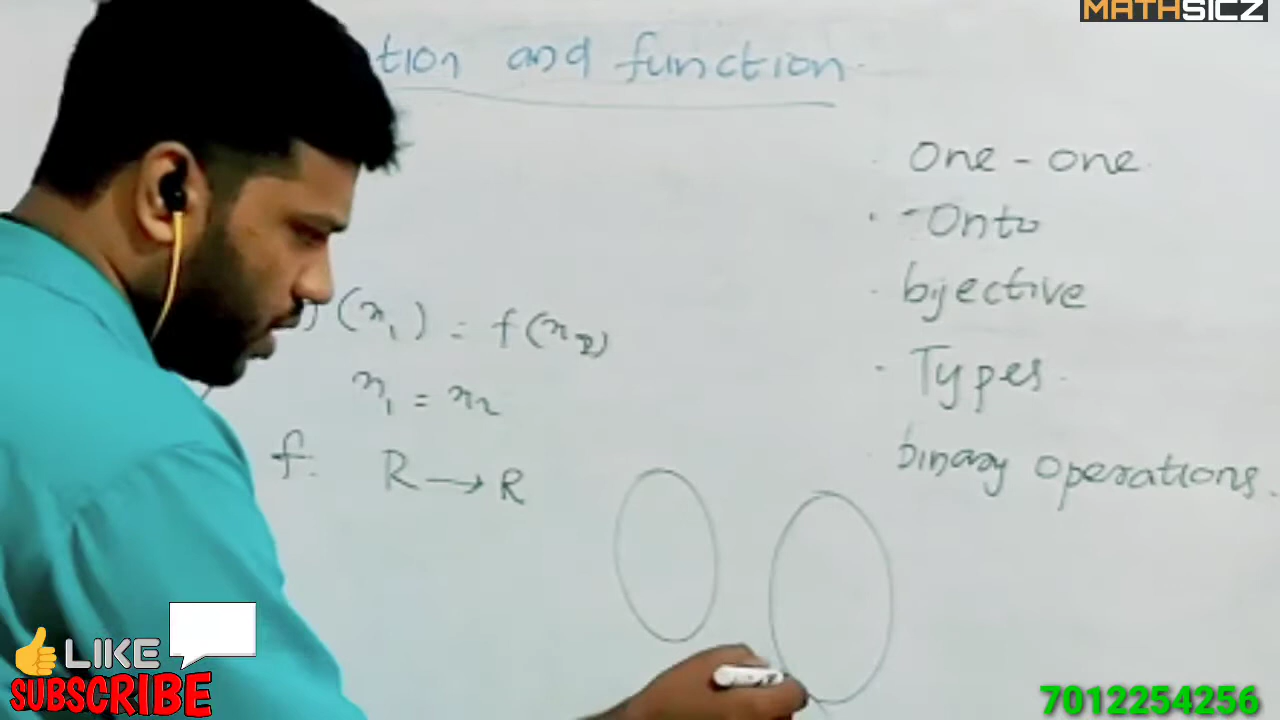 MATHSICZ
tion and function
One - one
Onto
bijective
Types
binary operations.
(x₁) = f(x₂)
x₁ = x₂
f: R → R
LIKE
SUBSCRIBE
7012254256